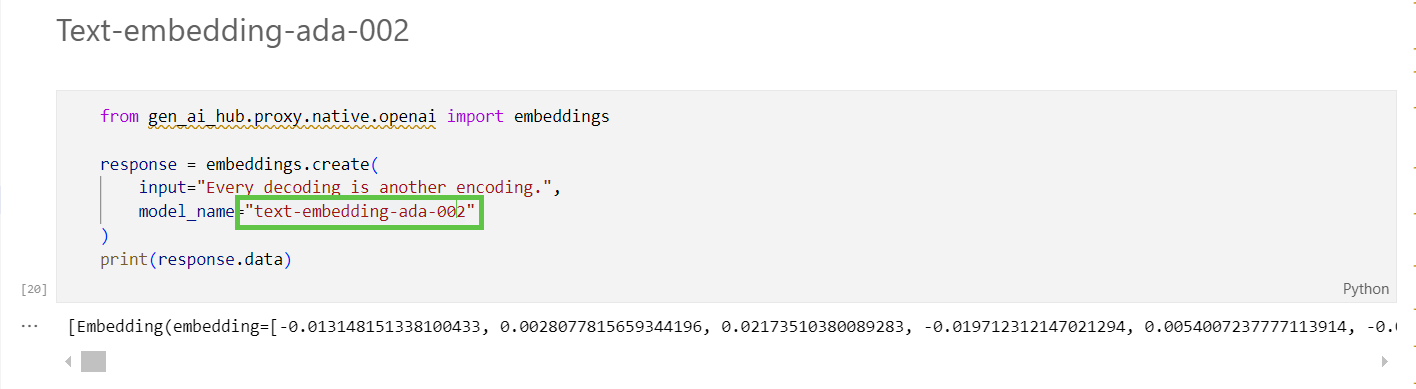 Text-embedding-ada-002
from gen_ai_hub.proxy.native.openai import embeddings
response = embeddings.create(
input="Every decoding is another encoding.",
model_name="text-embedding-ada-002"
)
print(response.data)
[20]
Python
... [Embedding(embedding=[-0.013148151338100433, 0.0028077815659344196, 0.02173510380089283, -0.019712312147021294, 0.0054007237777113914, -0.0